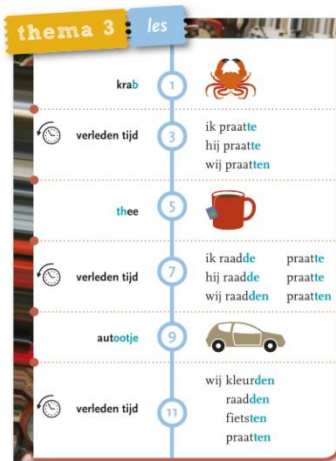 thema 3 les
krab 1
verleden tijd 3
ik praatte
hij praatte
wij praatten
thee 5
verleden tijd 7
ik raadde praatte
hij raadde praatte
wij raadden praatten
autootje 9
verleden tijd 11
wij kleurden
raadden
fietsten
praatten